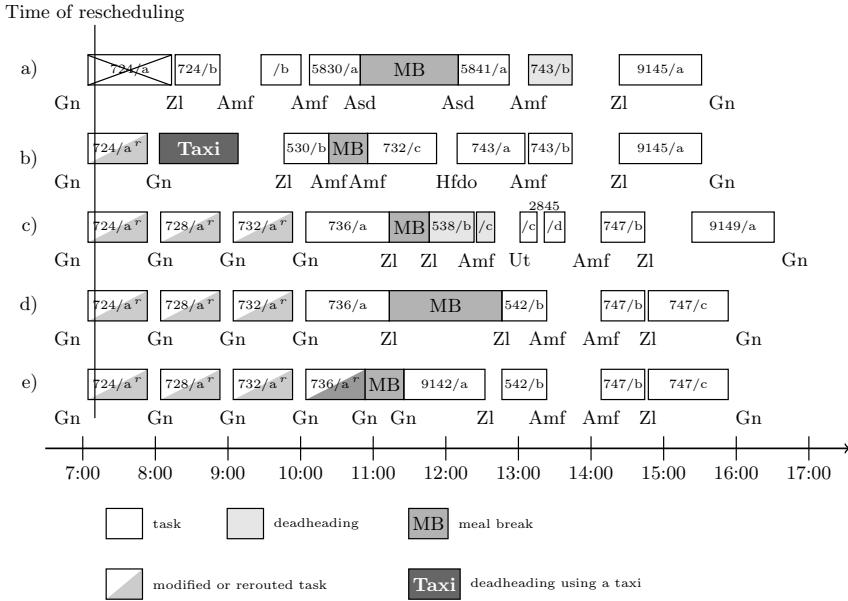 Time of rescheduling
a) 724/a 724/b /b 5830/a MB 5841/a 743/b 9145/a
Gn Zl Amf Amf Asd Asd Amf Zl Gn
b) 724/a r Taxi 530/b MB 732/c 743/a 743/b 9145/a
Gn Gn Zl Amf Amf Hfdo Amf Zl Gn
2845
c) 724/a r 728/a r 732/a r 736/a MB 538/b /c /c /d 747/b 9149/a
Gn Gn Gn Gn Zl Zl Amf Ut Amf Zl Gn
d) 724/a r 728/a r 732/a r 736/a MB 542/b 747/b 747/c
Gn Gn Gn Gn Zl Zl Amf Amf Zl Gn
e) 724/a r 728/a r 732/a r 736/a r MB 9142/a 542/b 747/b 747/c
Gn Gn Gn Gn Gn Gn Zl Amf Amf Zl Gn
7:00 8:00 9:00 10:00 11:00 12:00 13:00 14:00 15:00 16:00 17:00
task deadheading MB meal break
modified or rerouted task Taxi deadheading using a taxi